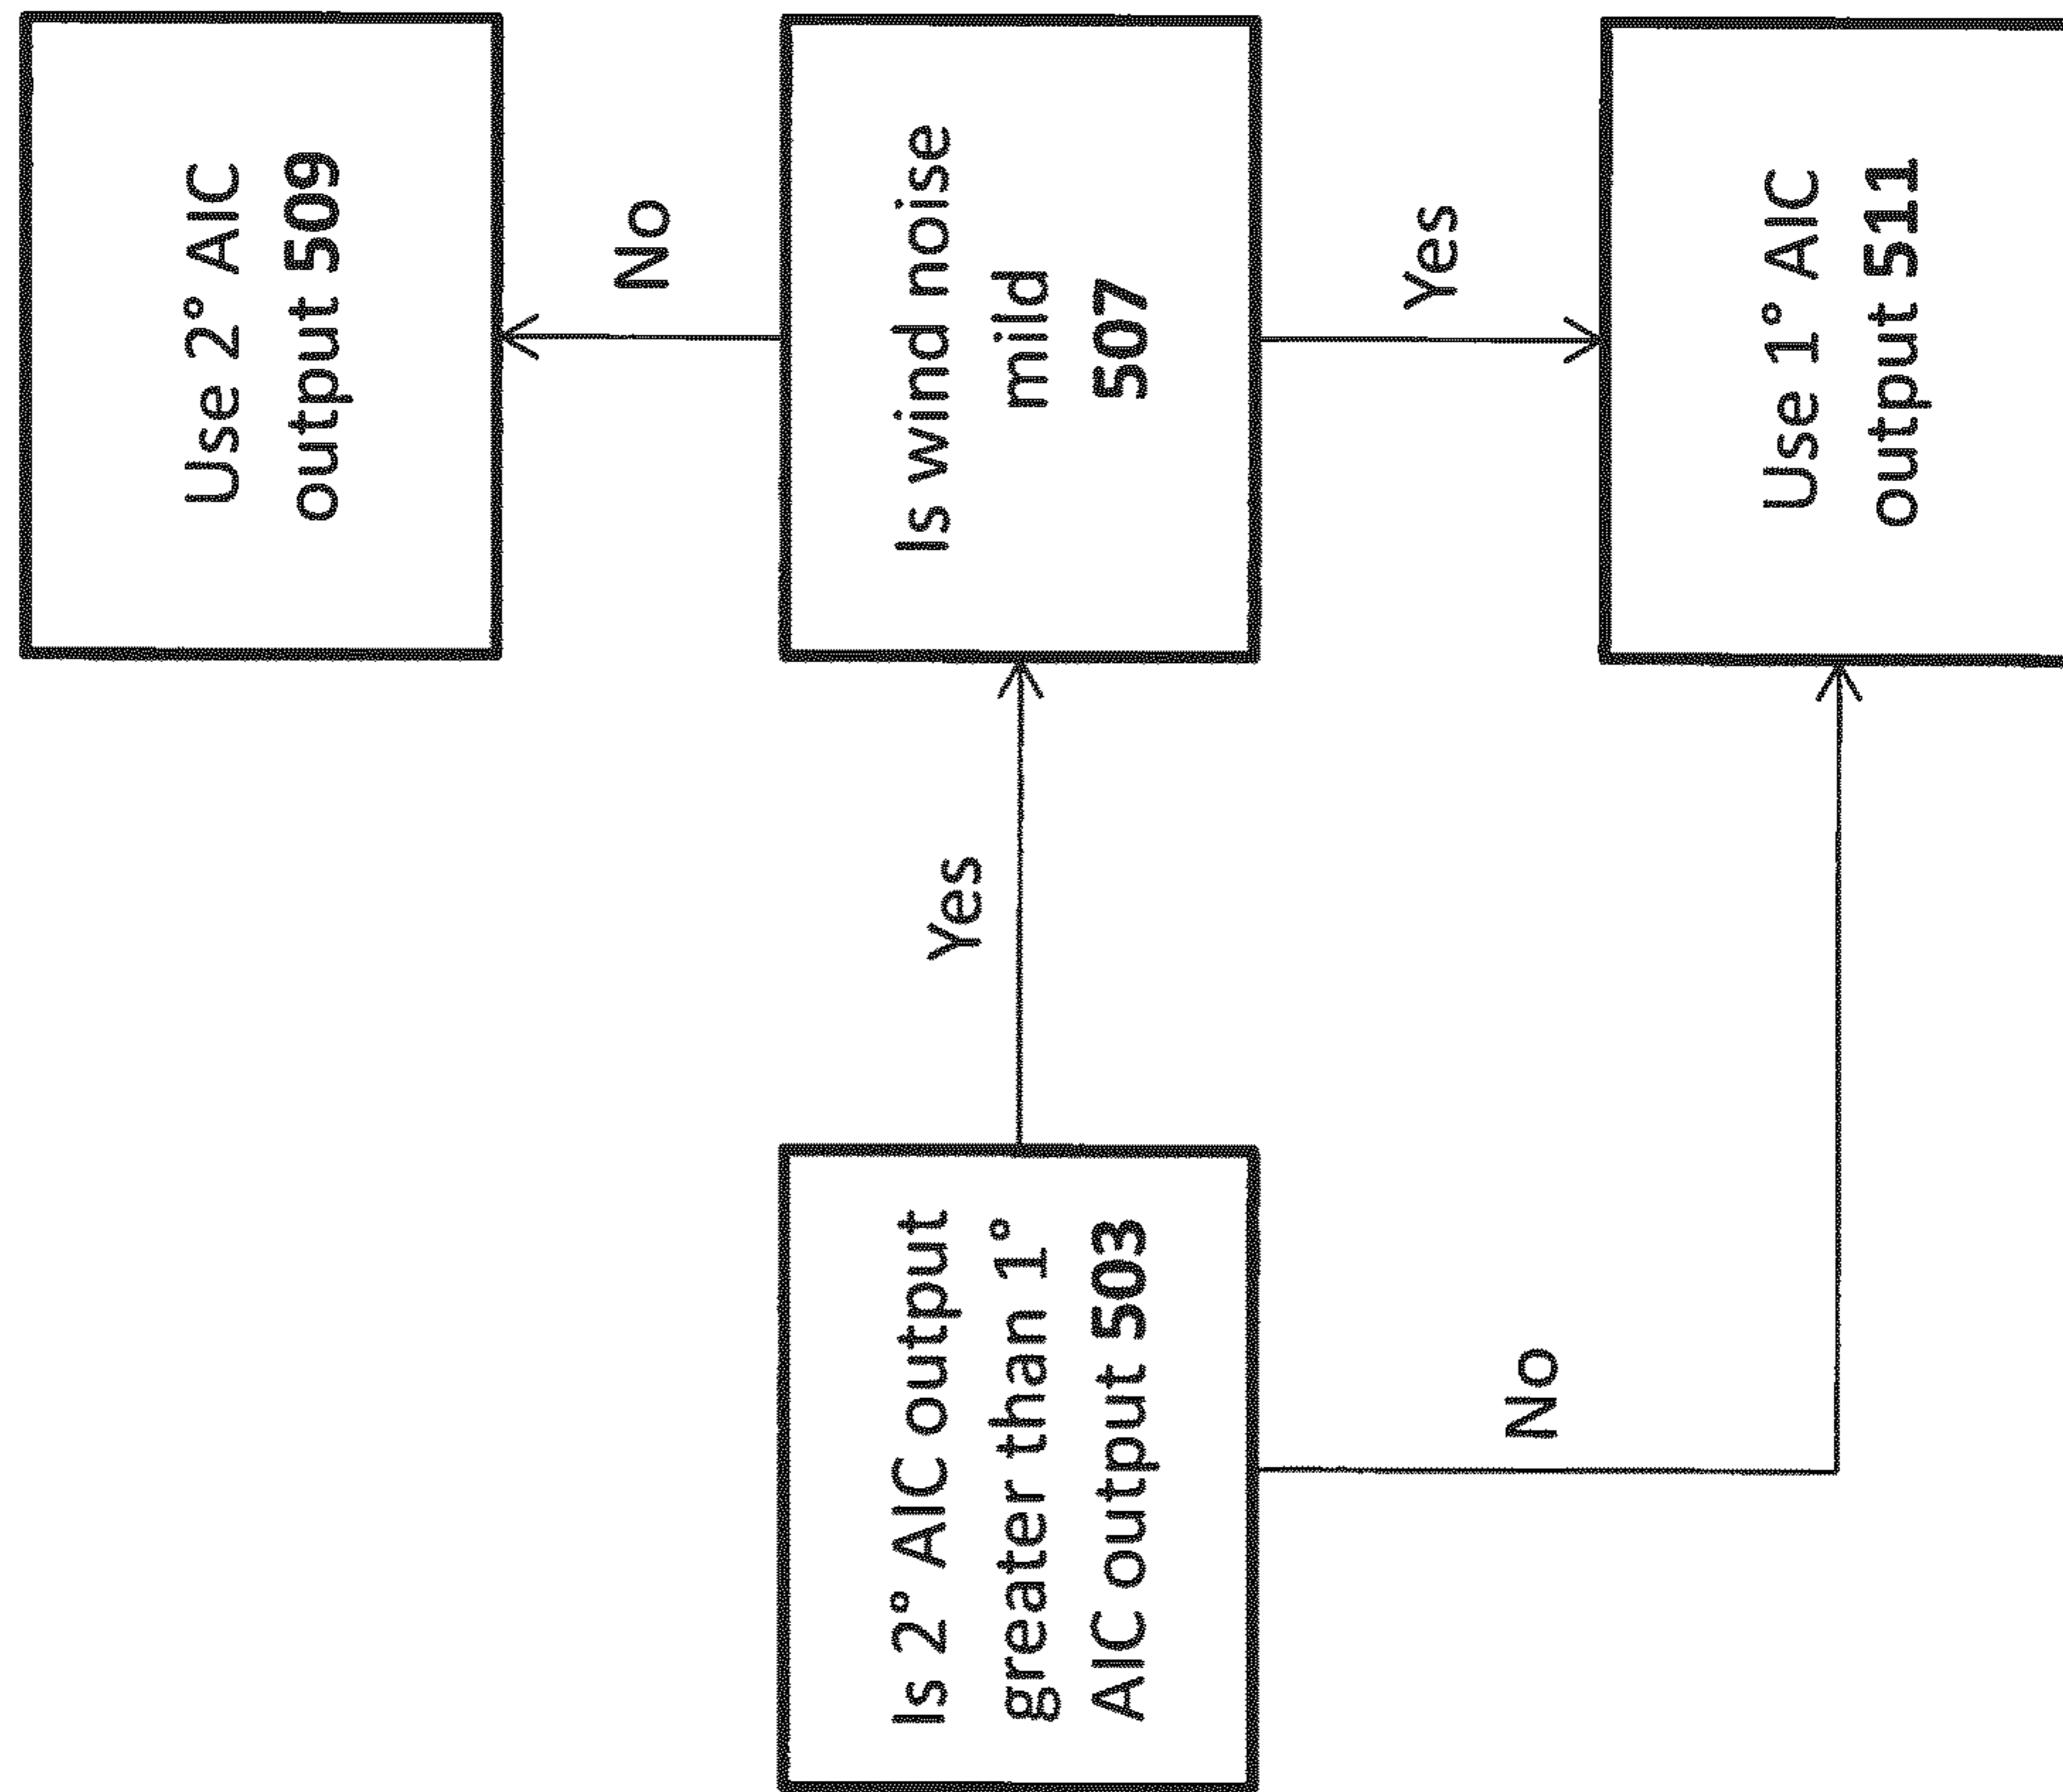 Is 2° AIC output
greater than 1°
AIC output 503
Yes
No
Is wind noise
mild
507
No
Yes
Use 2° AIC
output 509
Use 1° AIC
output 511